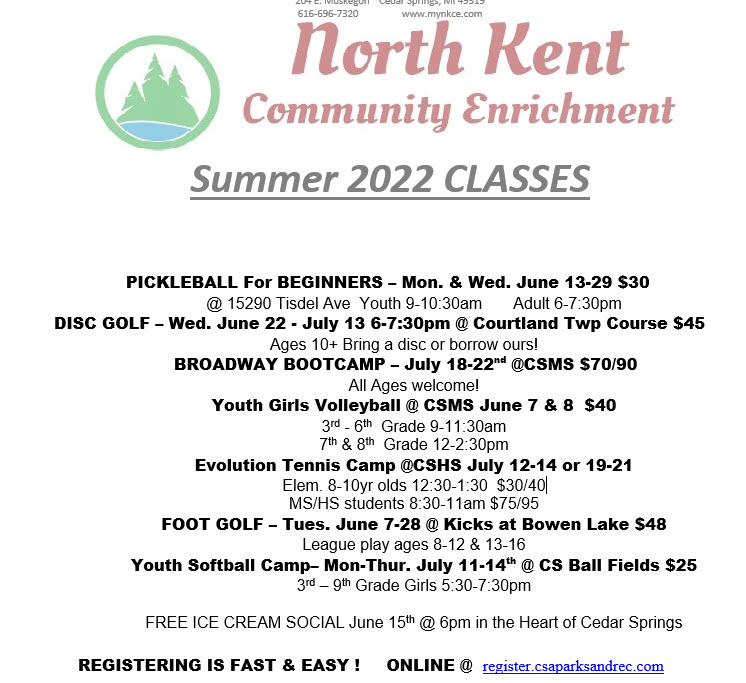 204 E. Muskegon Cedar Springs, MI 49319
616-696-7320 www.mynkce.com
North Kent
Community Enrichment
Summer 2022 CLASSES
PICKLEBALL For BEGINNERS – Mon. & Wed. June 13-29 $30
@ 15290 Tisdel Ave Youth 9-10:30am Adult 6-7:30pm
DISC GOLF – Wed. June 22 - July 13 6-7:30pm @ Courtland Twp Course $45
Ages 10+ Bring a disc or borrow ours!
BROADWAY BOOTCAMP – July 18-22nd @CSMS $70/90
All Ages welcome!
Youth Girls Volleyball @ CSMS June 7 & 8 $40
3rd - 6th Grade 9-11:30am
7th & 8th Grade 12-2:30pm
Evolution Tennis Camp @CSHS July 12-14 or 19-21
Elem. 8-10yr olds 12:30-1:30 $30/40
MS/HS students 8:30-11am $75/95
FOOT GOLF – Tues. June 7-28 @ Kicks at Bowen Lake $48
League play ages 8-12 & 13-16
Youth Softball Camp– Mon-Thur. July 11-14th @ CS Ball Fields $25
3rd – 9th Grade Girls 5:30-7:30pm
FREE ICE CREAM SOCIAL June 15th @ 6pm in the Heart of Cedar Springs
REGISTERING IS FAST & EASY ! ONLINE @ register.csaparksandrec.com